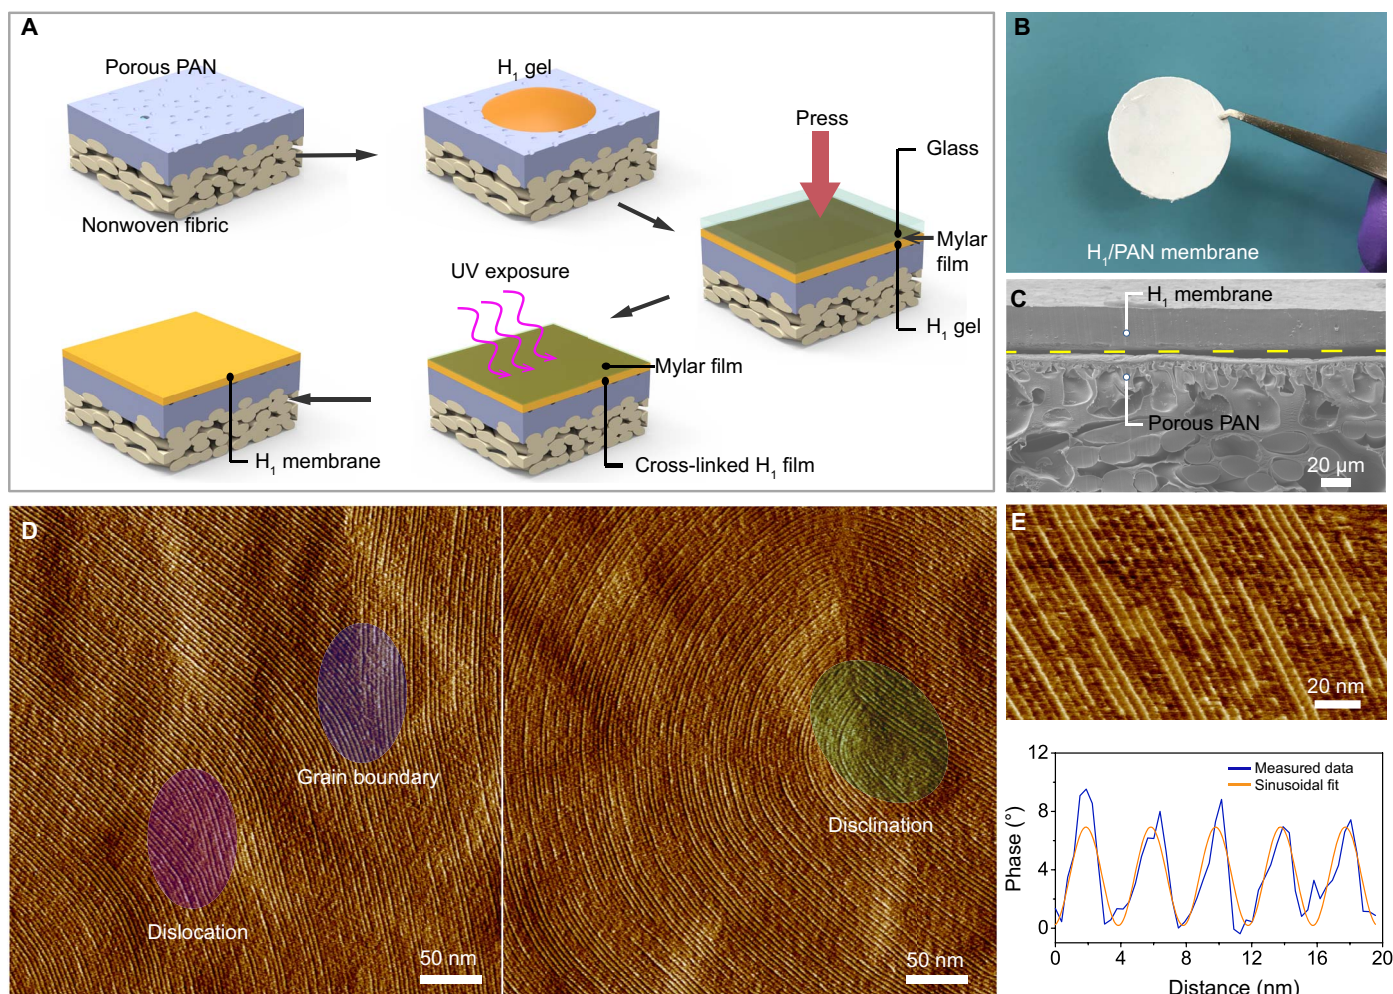 A
Porous PAN
Nonwoven fibric
H₁ gel
Press
Glass
Mylar
film
H₁ gel
UV exposure
Mylar film
Cross-linked H₁ film
H₁ membrane
B
H₁/PAN membrane
C
H₁ membrane
Porous PAN
20 µm
D
Grain boundary
Dislocation
50 nm
Disclination
50 nm
E
20 nm
12
8
4
0
Phase (°)
Measured data
Sinusoidal fit
0 4 8 12 16 20
Distance (nm)